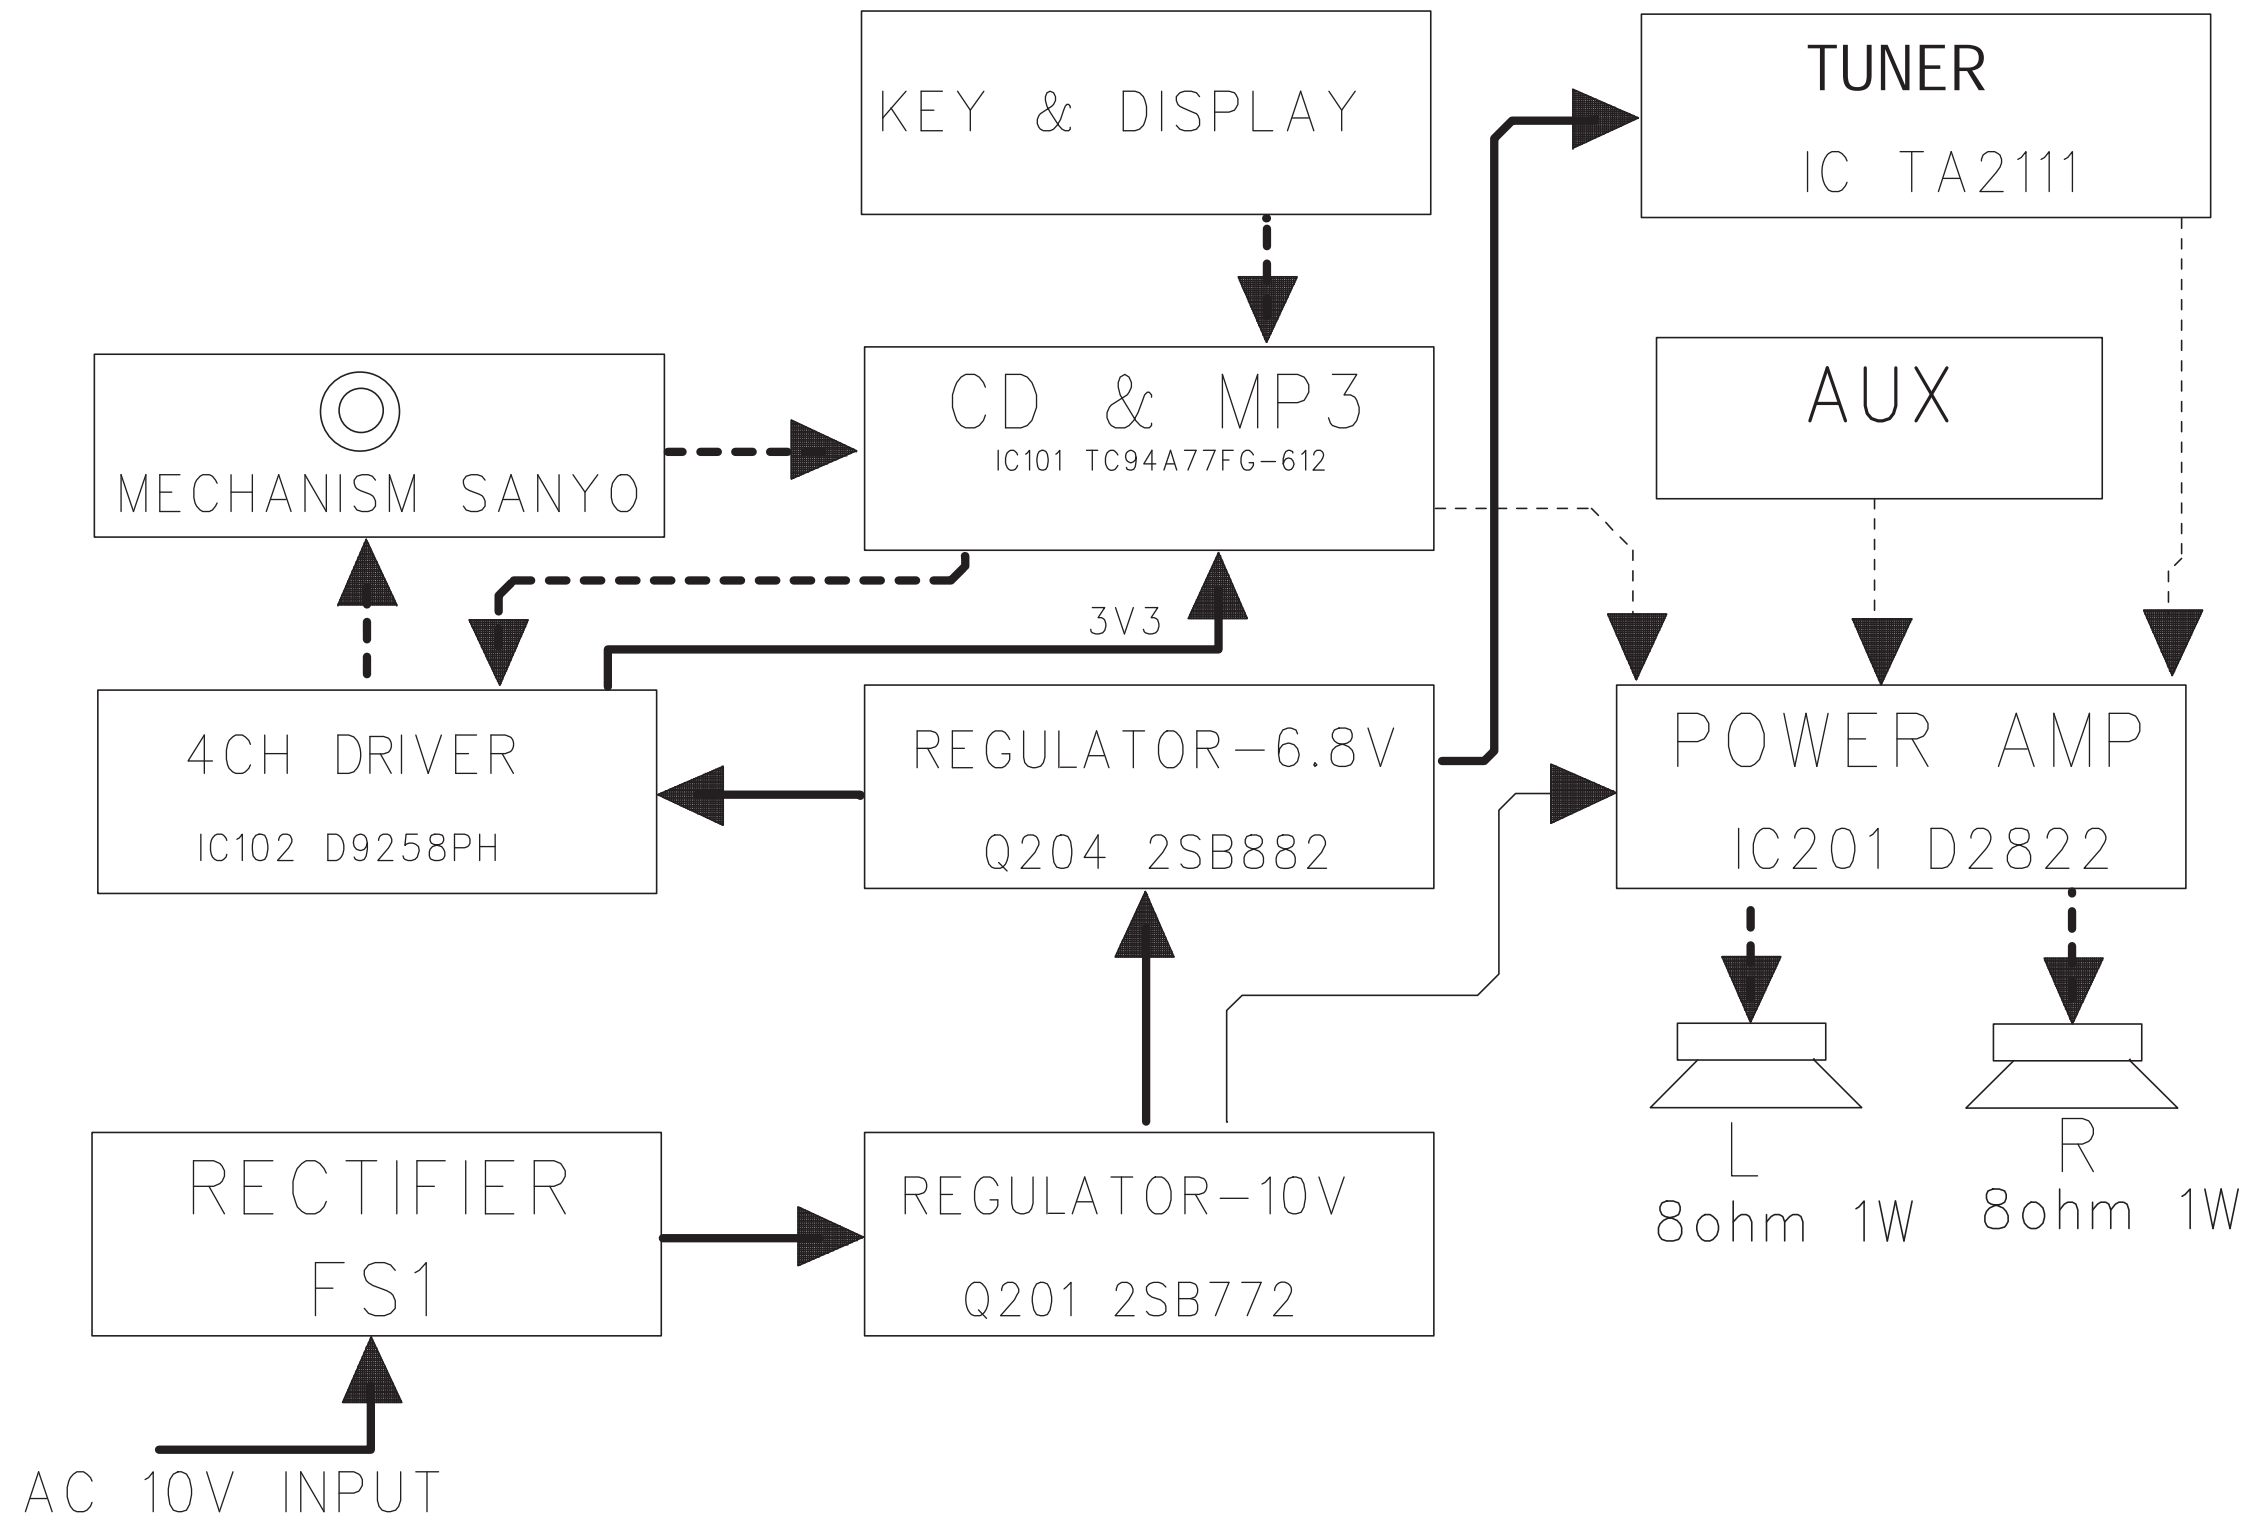 KEY & DISPLAY
TUNER
IC TA2111
MECHANISM SANYO
CD & MP3
IC101 TC94A77FG-612
AUX
3V3
4CH DRIVER
IC102 D9258PH
REGULATOR-6.8V
Q204 2SB882
POWER AMP
IC201 D2822
L
8ohm 1W
R
8ohm 1W
RECTIFIER
FS1
REGULATOR-10V
Q201 2SB772
AC 10V INPUT